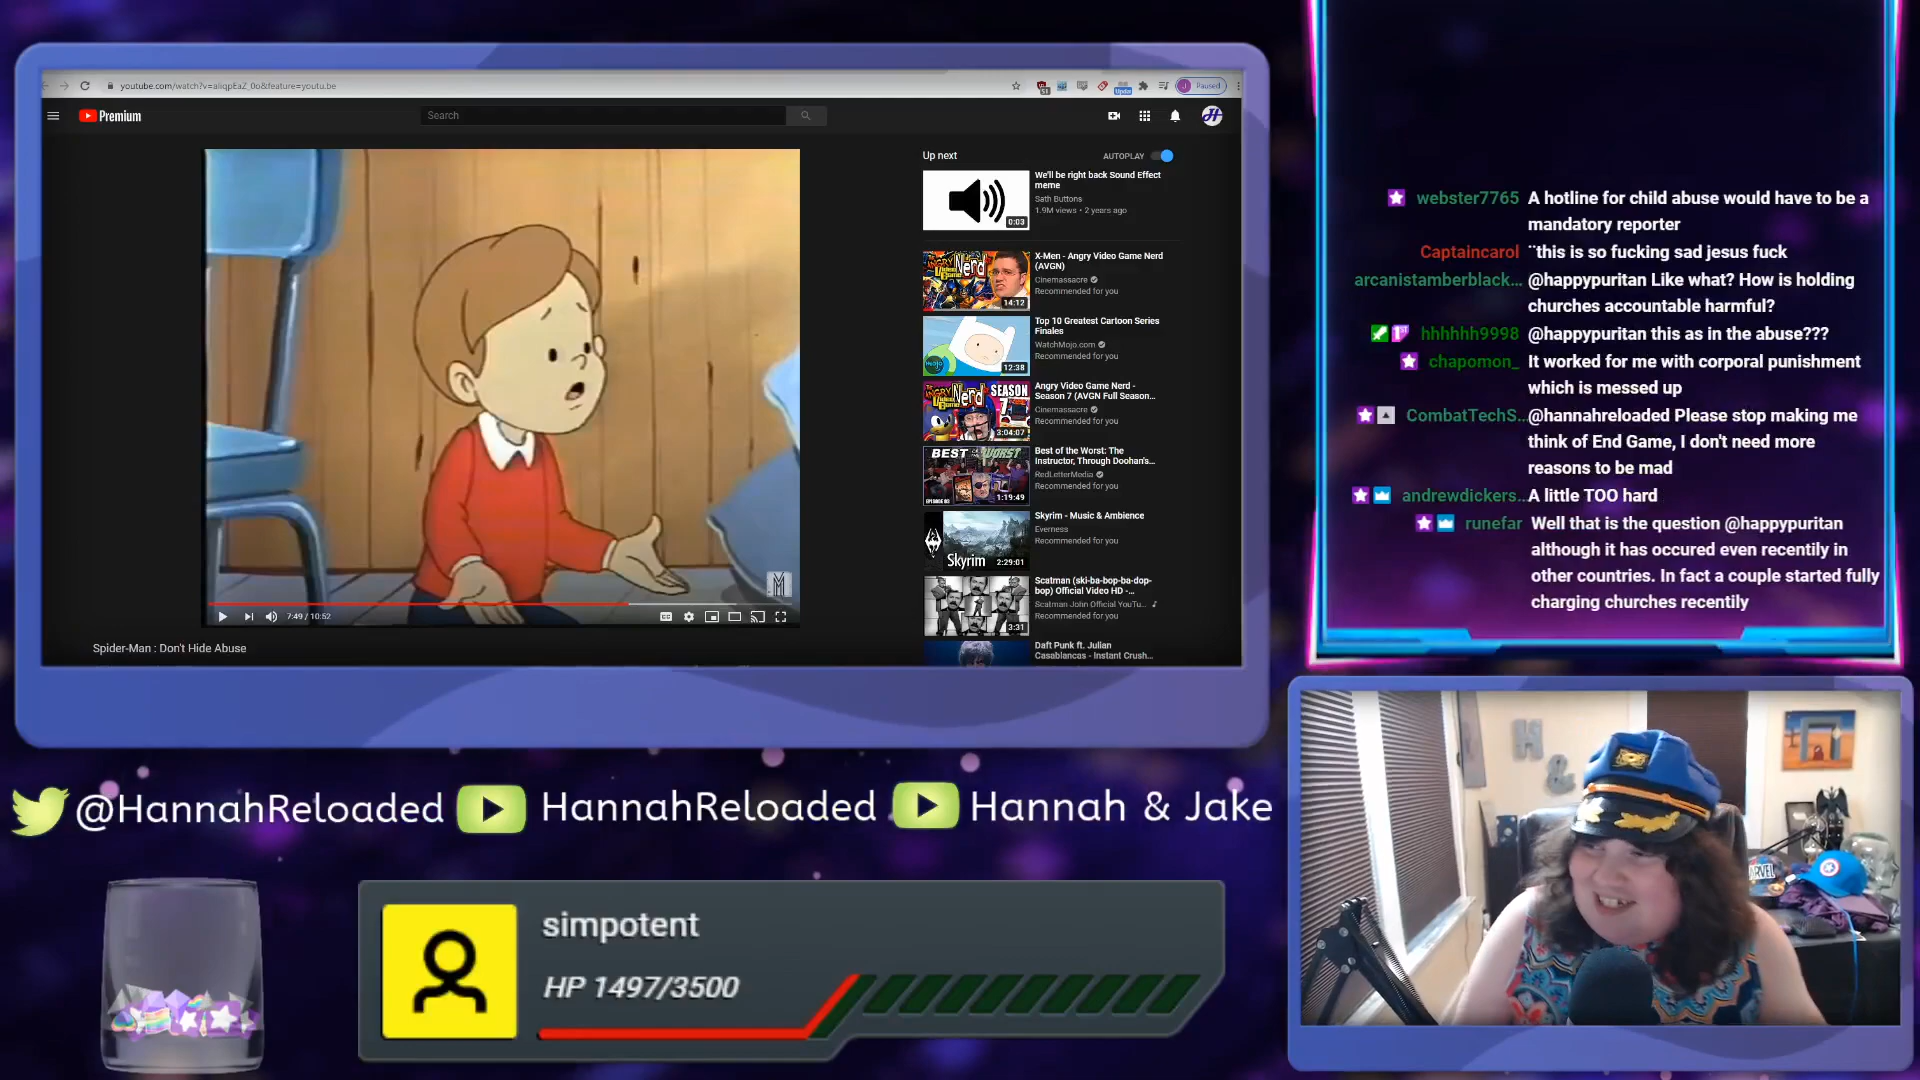 youtube.com/watch?v=aliqpEaZ_0o&feature=youtu.be
Paused
Premium
Search
Up next
AUTOPLAY
We'll be right back Sound Effect
meme
Sath Buttons
1.9M views • 2 years ago
0:03
X-Men - Angry Video Game Nerd
(AVGN)
Cinemassacre
Recommended for you
14:12
Top 10 Greatest Cartoon Series
Finales
WatchMojo.com
Recommended for you
12:38
Angry Video Game Nerd -
Season 7 (AVGN Full Season...
Cinemassacre
Recommended for you
3:04:07
Best of the Worst: The
Instructor, Through Doohan's...
RedLetterMedia
Recommended for you
1:19:49
Skyrim - Music & Ambience
Everness
Recommended for you
Skyrim
2:29:01
Scatman (ski-ba-bop-ba-dop-
bop) Official Video HD -...
Scatman John Official YouTu...
Recommended for you
3:31
Daft Punk ft. Julian
Casablancas - Instant Crush...
7:49 / 10:52
Spider-Man : Don't Hide Abuse
webster7765 A hotline for child abuse would have to be a
mandatory reporter
Captaincarol ¨this is so fucking sad jesus fuck
arcanistamberblack... @happypuritan Like what? How is holding
churches accountable harmful?
hhhhhh9998 @happypuritan this as in the abuse???
chapomon_ It worked for me with corporal punishment
which is messed up
CombatTechS... @hannahreloaded Please stop making me
think of End Game, I don't need more
reasons to be mad
andrewdickers... A little TOO hard
runefar Well that is the question @happypuritan
although it has occured even recently in
other countries. In fact a couple started fully
charging churches recently
@HannahReloaded HannahReloaded Hannah & Jake
simpotent
HP 1497/3500
H &
MARVEL